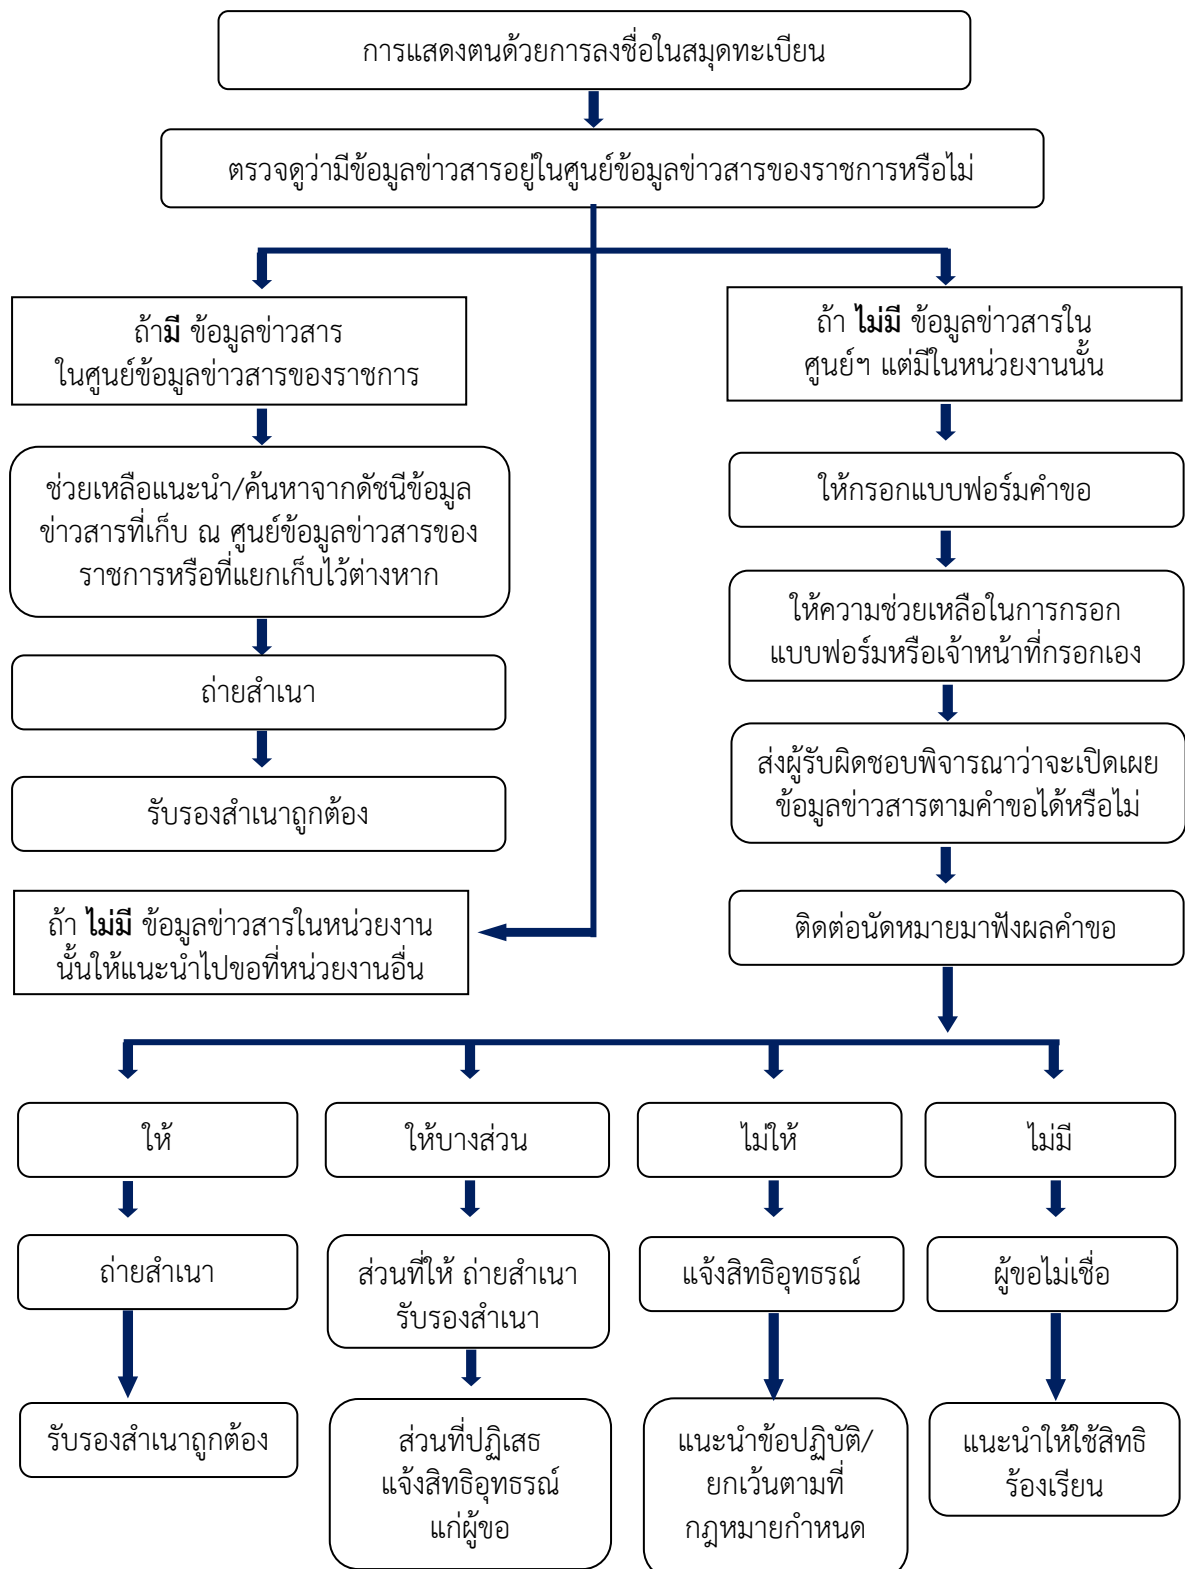 การแสดงตนด้วยการลงชื่อในสมุดทะเบียน
ตรวจดูว่ามีข้อมูลข่าวสารอยู่ในศูนย์ข้อมูลข่าวสารของราชการหรือไม่
ถ้ามี ข้อมูลข่าวสาร
ในศูนย์ข้อมูลข่าวสารของราชการ
ช่วยเหลือแนะนำ/ค้นหาจากดัชนีข้อมูล
ข่าวสารที่เก็บ ณ ศูนย์ข้อมูลข่าวสารของ
ราชการหรือที่แยกเก็บไว้ต่างหาก
ถ่ายสำเนา
รับรองสำเนาถูกต้อง
ถ้า ไม่มี ข้อมูลข่าวสารในหน่วยงาน
นั้นให้แนะนำไปขอที่หน่วยงานอื่น
ถ้า ไม่มี ข้อมูลข่าวสารใน
ศูนย์ฯ แต่มีในหน่วยงานนั้น
ให้กรอกแบบฟอร์มคำขอ
ให้ความช่วยเหลือในการกรอก
แบบฟอร์มหรือเจ้าหน้าที่กรอกเอง
ส่งผู้รับผิดชอบพิจารณาว่าจะเปิดเผย
ข้อมูลข่าวสารตามคำขอได้หรือไม่
ติดต่อนัดหมายมาฟังผลคำขอ
ให้
ถ่ายสำเนา
รับรองสำเนาถูกต้อง
ให้บางส่วน
ส่วนที่ให้ ถ่ายสำเนา
รับรองสำเนา
ส่วนที่ปฏิเสธ
แจ้งสิทธิอุทธรณ์
แก่ผู้ขอ
ไม่ให้
แจ้งสิทธิอุทธรณ์
แนะนำข้อปฏิบัติ/
ยกเว้นตามที่
กฎหมายกำหนด
ไม่มี
ผู้ขอไม่เชื่อ
แนะนำให้ใช้สิทธิ
ร้องเรียน